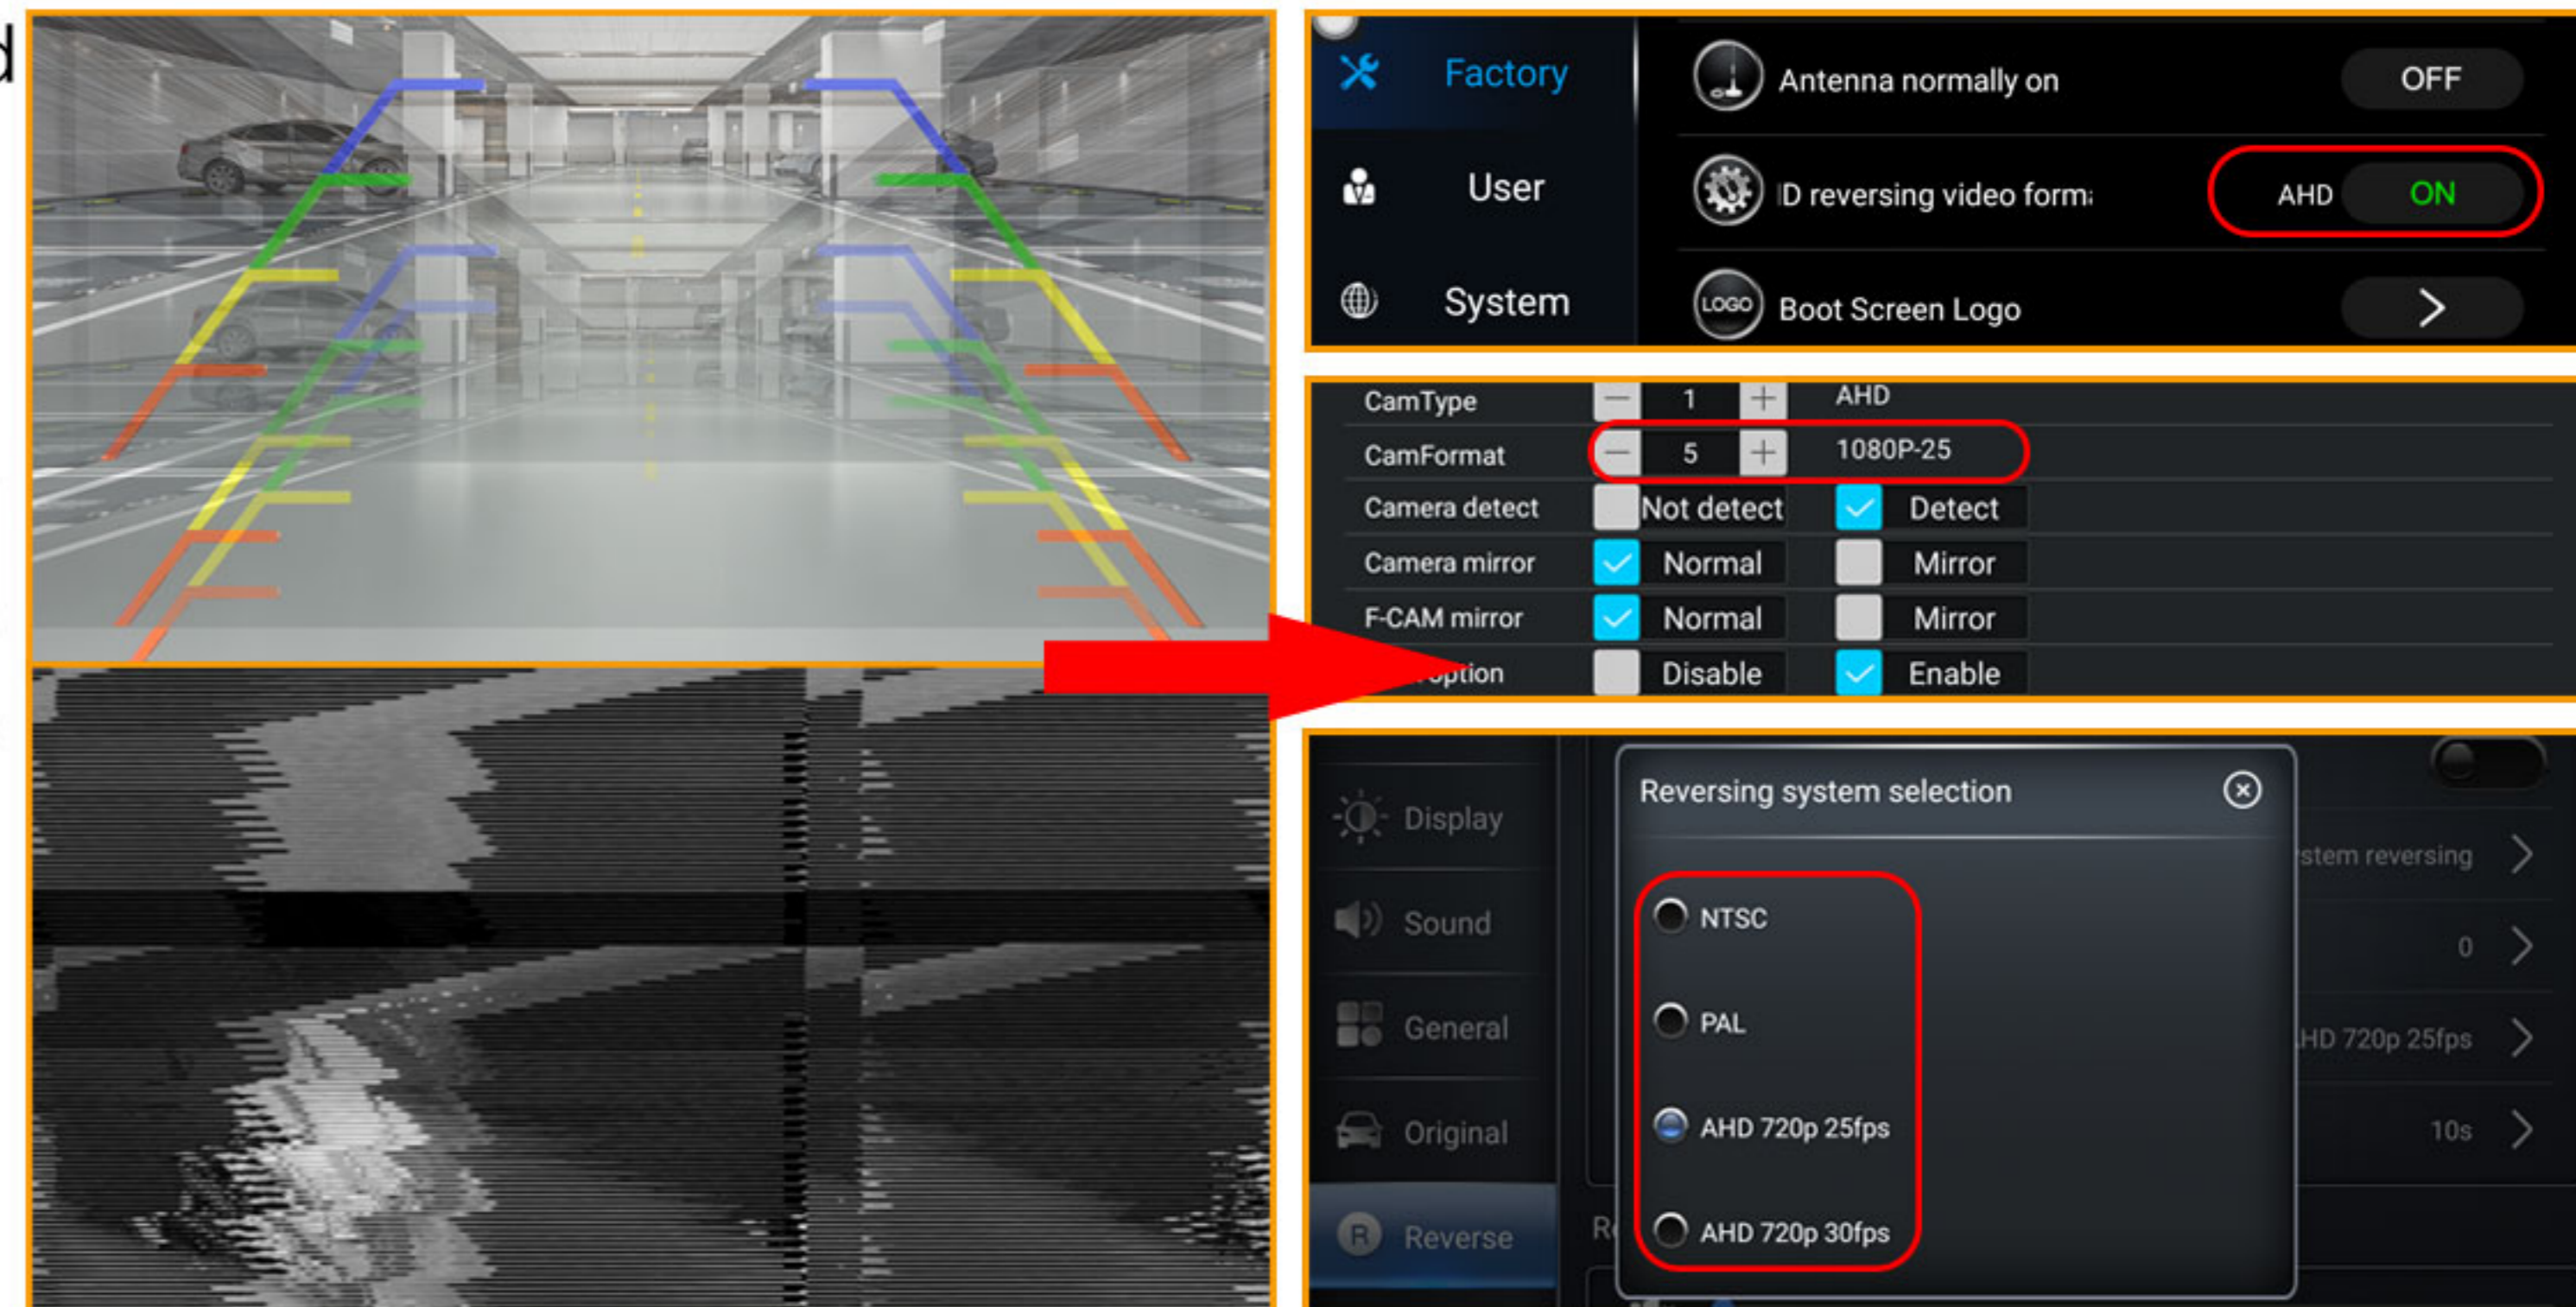 d
Factory
Antenna normally on
OFF
User
D reversing video form
AHD
ON
System
LOGO
Boot Screen Logo
CamType
1
AHD
CamFormat
5
1080P-25
Camera detect
Not detect
Detect
Camera mirror
Normal
Mirror
F-CAM mirror
Normal
Mirror
option
Disable
Enable
Reversing system selection
Display
stem reversing
NTSC
Sound
0
PAL
General
HD 720p 25fps
AHD 720p 25fps
Original
10s
AHD 720p 30fps
R
Reverse
R